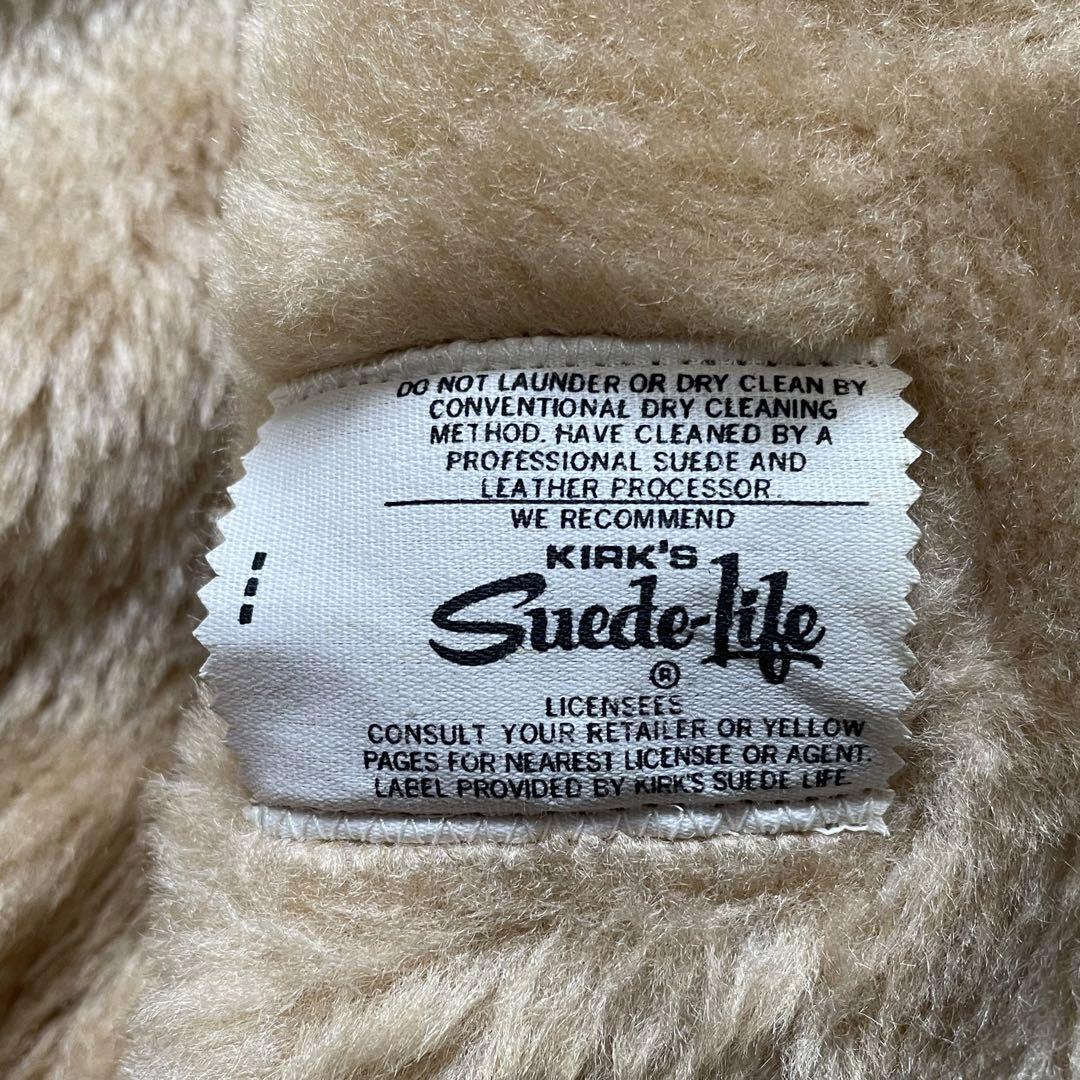 DO NOT LAUNDER OR DRY CLEAN BY
CONVENTIONAL DRY CLEANING
METHOD. HAVE CLEANED BY A
PROFESSIONAL SUEDE AND
LEATHER PROCESSOR.
WE RECOMMEND
KIRK'S
Suede-Life
®
LICENSEES
CONSULT YOUR RETAILER OR YELLOW
PAGES FOR NEAREST LICENSEE OR AGENT.
LABEL PROVIDED BY KIRK'S SUEDE LIFE